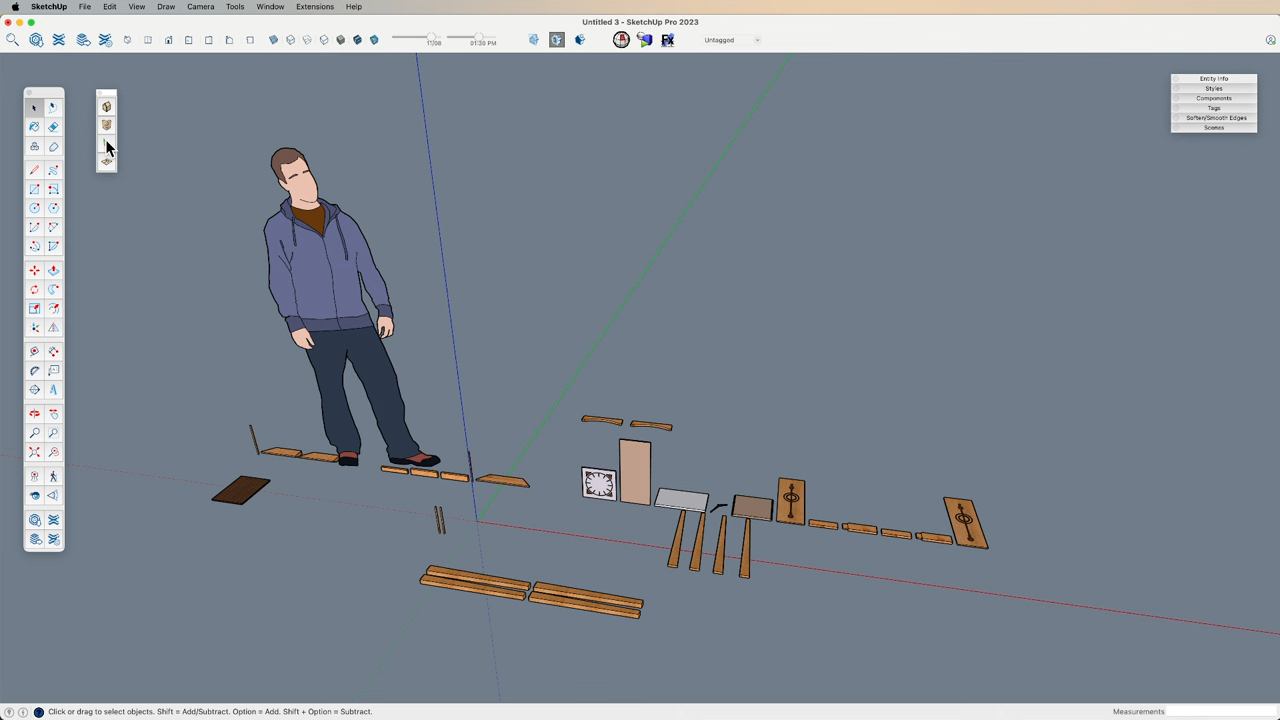 SketchUp File Edit View Draw Camera Tools Window Extensions Help
Untitled 3 - SketchUp Pro 2023
17/08 01:30 PM Untagged
Entity Info
Styles
Components
Tags
Soften/Smooth Edges
Scenes
Click or drag to select objects. Shift = Add/Subtract. Option = Add. Shift + Option = Subtract. Measurements